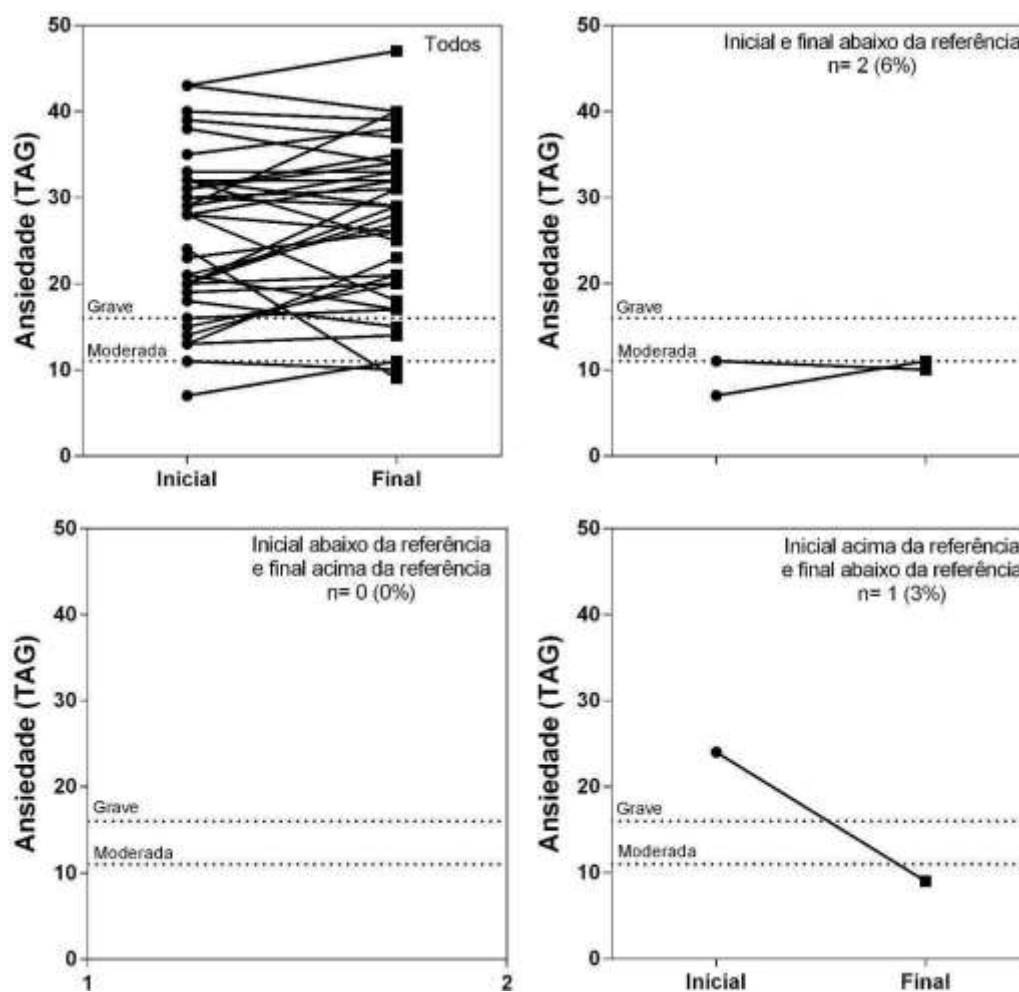 Todos
Ansiedade (TAG)
50
40
30
20
10
0
Grave
Moderada
Inicial
Final
Inicial e final abaixo da referência
n= 2 (6%)
Ansiedade (TAG)
50
40
30
20
10
0
Grave
Moderada
Inicial abaixo da referência
e final acima da referência
n= 0 (0%)
Ansiedade (TAG)
50
40
30
20
10
0
Grave
Moderada
1
2
Inicial acima da referência
e final abaixo da referência
n= 1 (3%)
Ansiedade (TAG)
50
40
30
20
10
0
Grave
Moderada
Inicial
Final